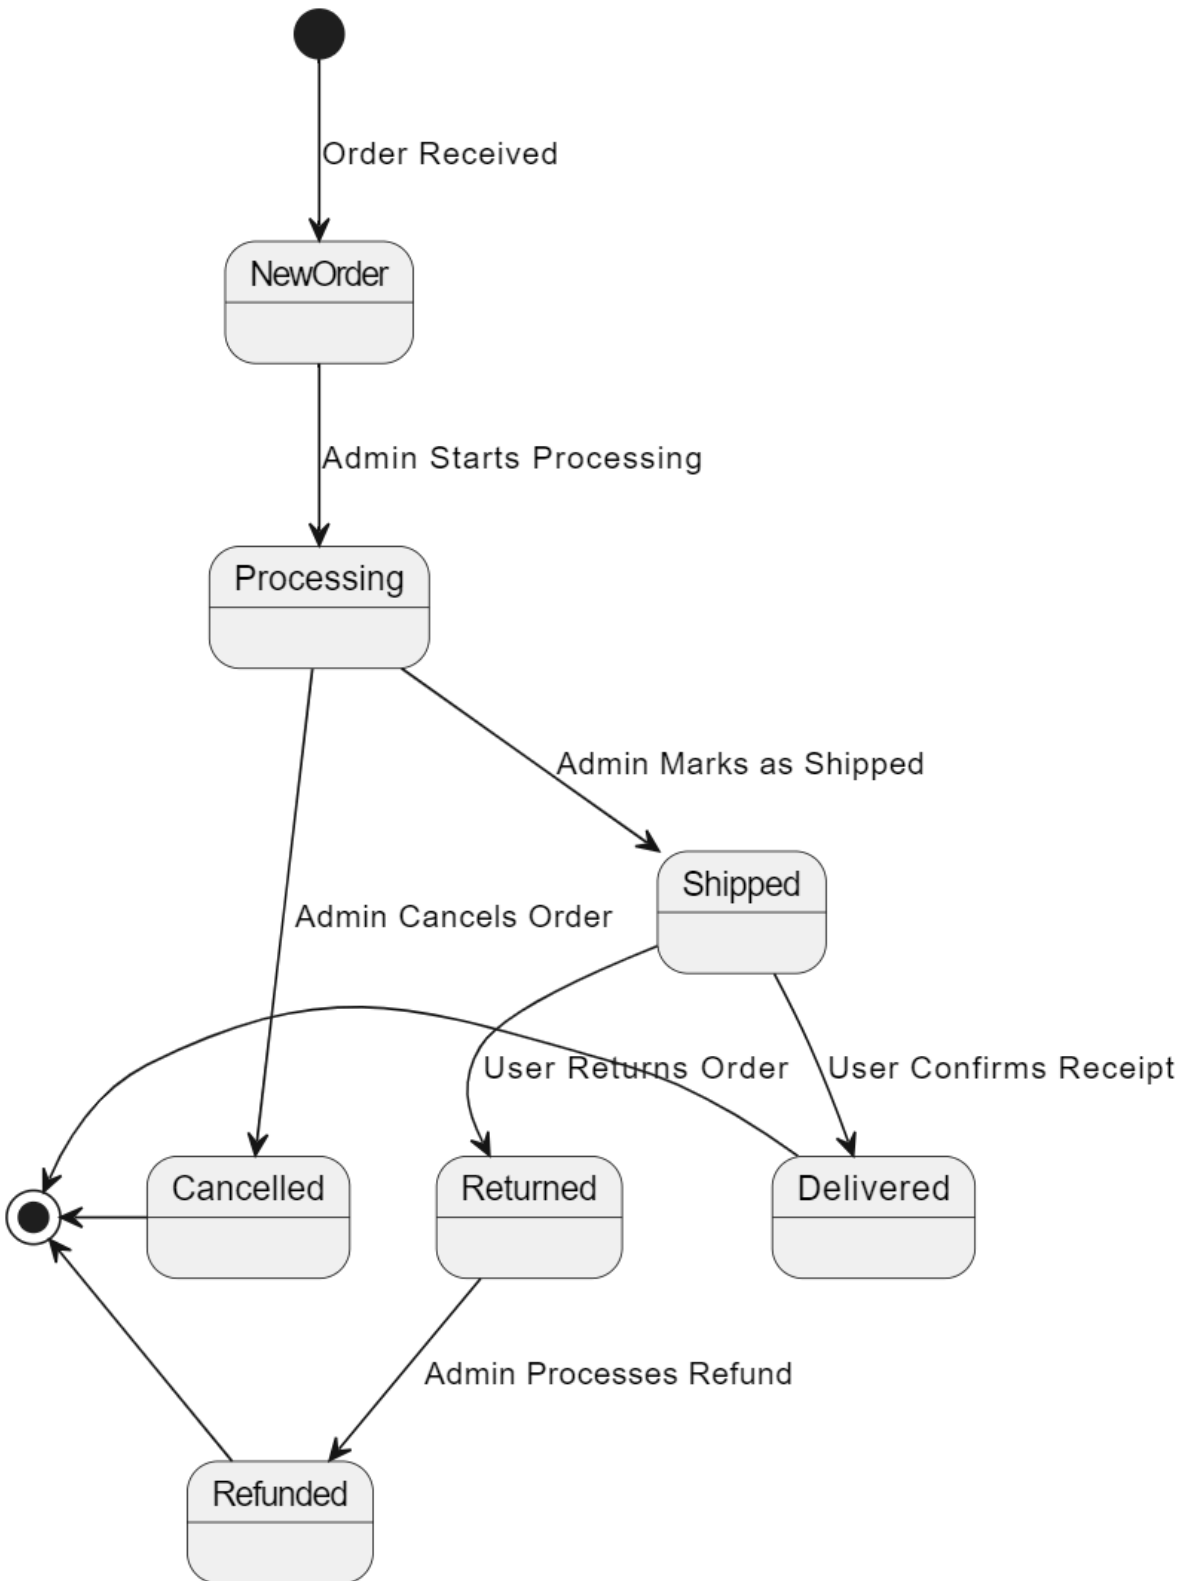 Order Received
NewOrder
Admin Starts Processing
Processing
Admin Marks as Shipped
Shipped
Admin Cancels Order
User Returns Order
User Confirms Receipt
Cancelled
Returned
Delivered
Admin Processes Refund
Refunded